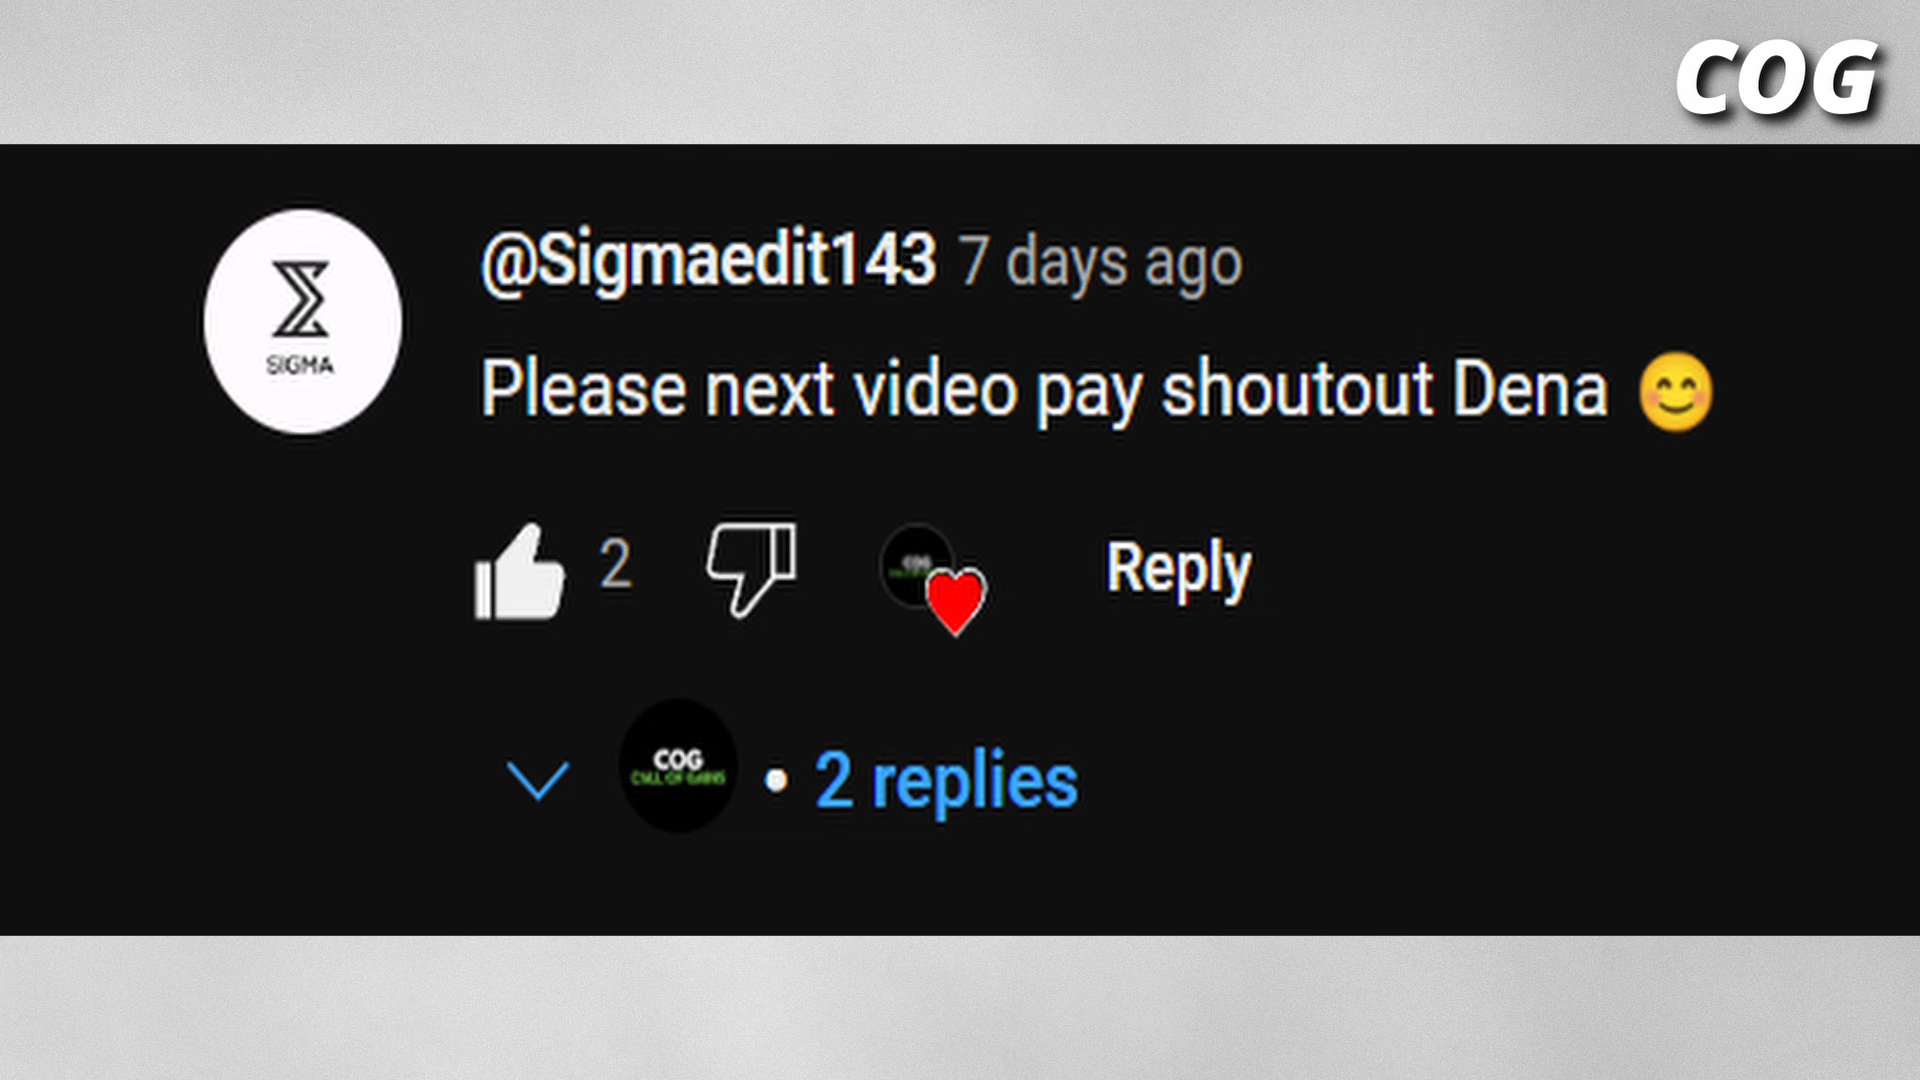 COG
SIGMA
@Sigmaedit143 7 days ago
Please next video pay shoutout Dena 😊
2
COG
Reply
COG
CALL OF GAINS
• 2 replies